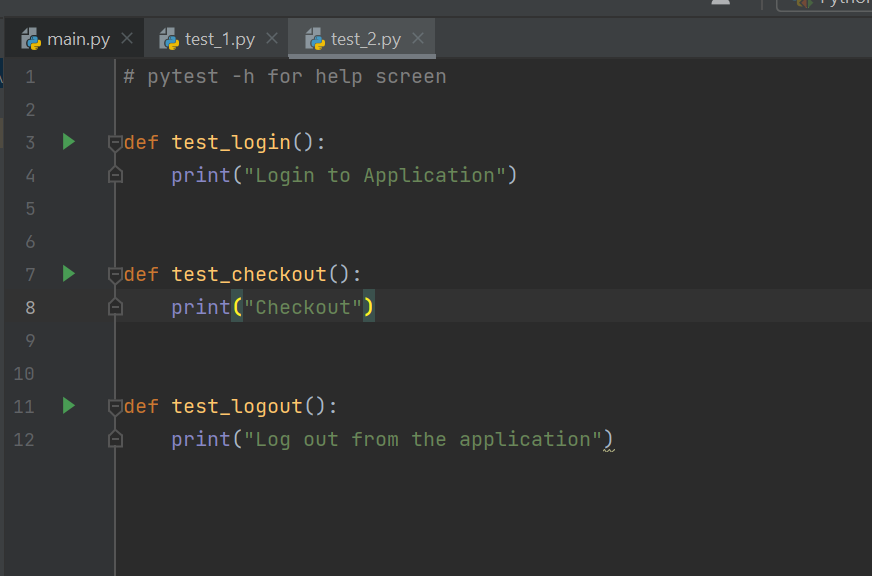 main.py test_1.py test_2.py
1 # pytest -h for help screen
2
3 def test_login():
4     print("Login to Application")
5
6
7 def test_checkout():
8     print("Checkout")
9
10
11 def test_logout():
12     print("Log out from the application")